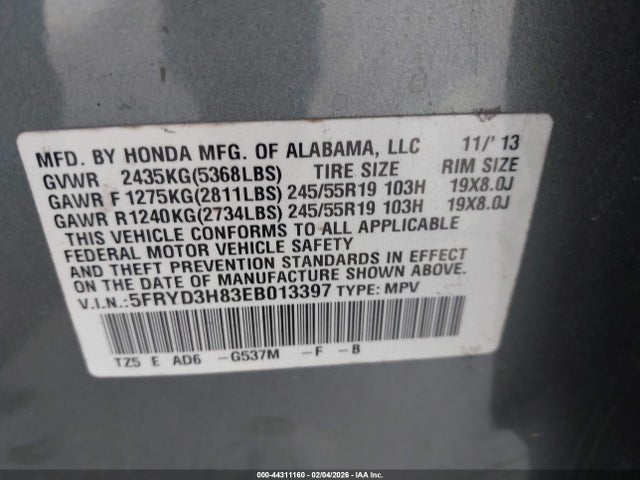 MFD. BY HONDA MFG. OF ALABAMA, LLC 11/' 13
GVWR 2435KG(5368LBS) TIRE SIZE RIM SIZE
GAWR F 1275KG(2811LBS) 245/55R19 103H 19X8.0J
GAWR R1240KG(2734LBS) 245/55R19 103H 19X8.0J
THIS VEHICLE CONFORMS TO ALL APPLICABLE
FEDERAL MOTOR VEHICLE SAFETY
AND THEFT PREVENTION STANDARDS IN EFFECT
ON THE DATE OF MANUFACTURE SHOWN ABOVE.
V.I.N.:5FRYD3H83EB013397 TYPE: MPV
TZ5 E AD6 -G537M -F -B
000-44311160 - 02/04/2026 - IAA Inc.